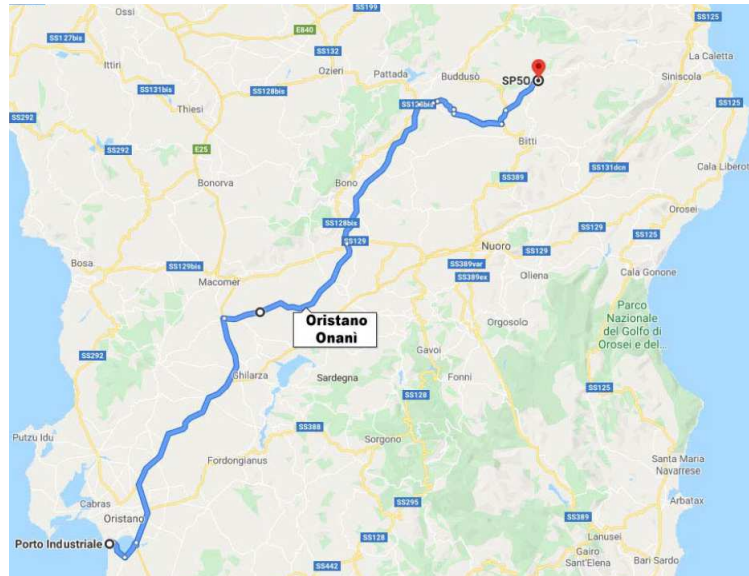 SS199
SS125
Ossi
SS127bis
E840
SS132
La Caletta
Ittiri
Ozieri
Pattada
Buddusò
SP50
Siniscola
SS131bis
SS128bis
SS125
Thiesi
SS292
E25
Bitti
SS292
SS131dcn
Cala Liberot
Bonorva
Bono
SS389
Orosei
SS128bis
SS129
SS129
Nuoro
SS129
SS125
Bosa
SS129bis
SS389var
SS389ex
Oliena
Cala Gonone
Macomer
Parco
Nazionale
del Golfo di
Orosei e del...
Oristano
Onanì
Orgosolo
SS292
Gavoi
Ghilarza
Sardegna
Fonni
SS125
SS128
Putzu Idu
SS388
Sorgono
Fordongianus
Santa Maria
Navarrese
Cabras
Arbatax
SS295
Oristano
SS389
Porto Industriale
SS128
Lanusei
Gairo
Sant'Elena
Bari Sardo
SS442